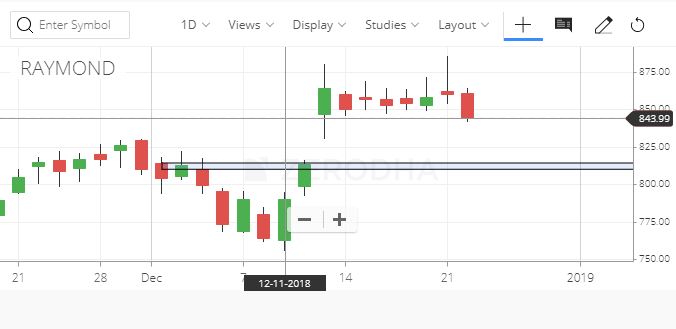 Enter Symbol 1D Views Display Studies Layout
RAYMOND
875.00
850.00
843.99
825.00
ZERODHA
800.00
775.00
750.00
21 28 Dec 7 14 21 2019
12-11-2018